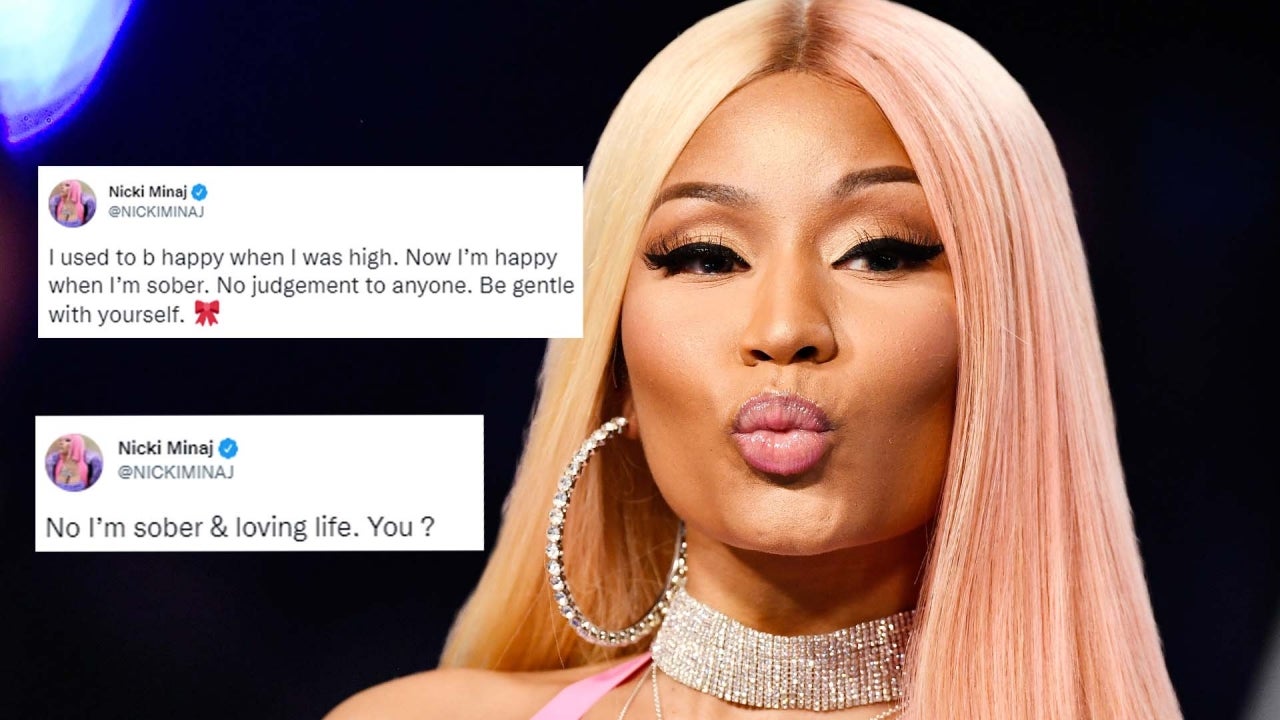 Nicki Minaj
@NICKIMINAJ
I used to b happy when I was high. Now I'm happy
when I'm sober. No judgement to anyone. Be gentle
with yourself. 🎀
Nicki Minaj
@NICKIMINAJ
No I'm sober & loving life. You ?